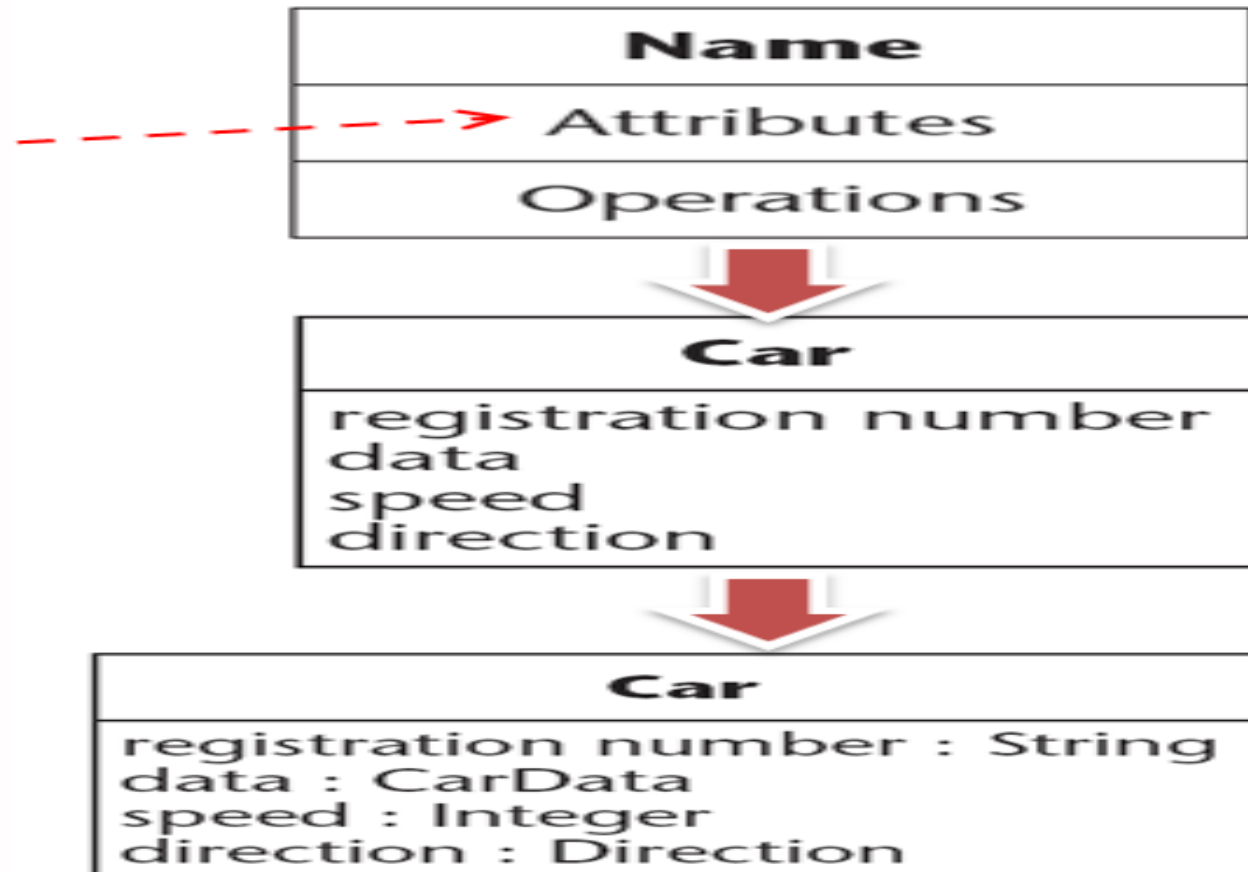 Name
Attributes
Operations
Car
registration number
data
speed
direction
Car
registration number : String
data : CarData
speed : Integer
direction : Direction